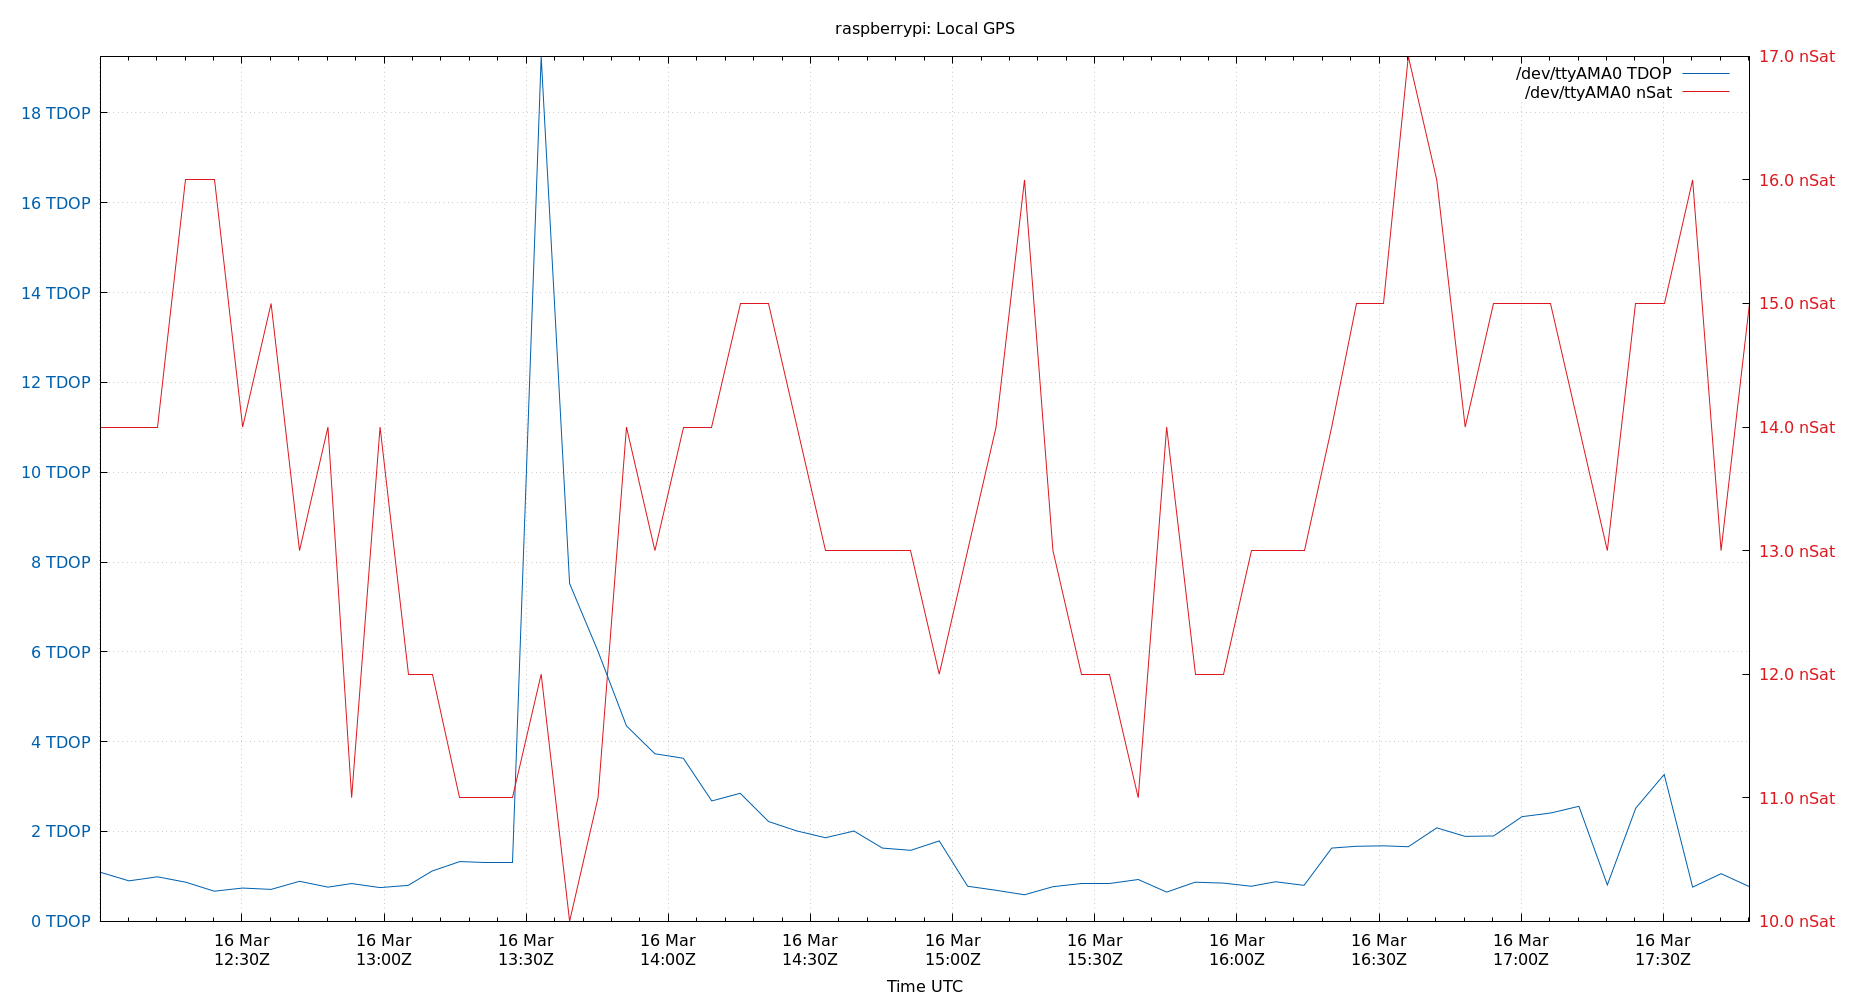 raspberrypi: Local GPS
/dev/ttyAMA0 TDOP
/dev/ttyAMA0 nSat
18 TDOP
16 TDOP
14 TDOP
12 TDOP
10 TDOP
8 TDOP
6 TDOP
4 TDOP
2 TDOP
0 TDOP
17.0 nSat
16.0 nSat
15.0 nSat
14.0 nSat
13.0 nSat
12.0 nSat
11.0 nSat
10.0 nSat
16 Mar
12:30Z
16 Mar
13:00Z
16 Mar
13:30Z
16 Mar
14:00Z
16 Mar
14:30Z
16 Mar
15:00Z
16 Mar
15:30Z
16 Mar
16:00Z
16 Mar
16:30Z
16 Mar
17:00Z
16 Mar
17:30Z
Time UTC